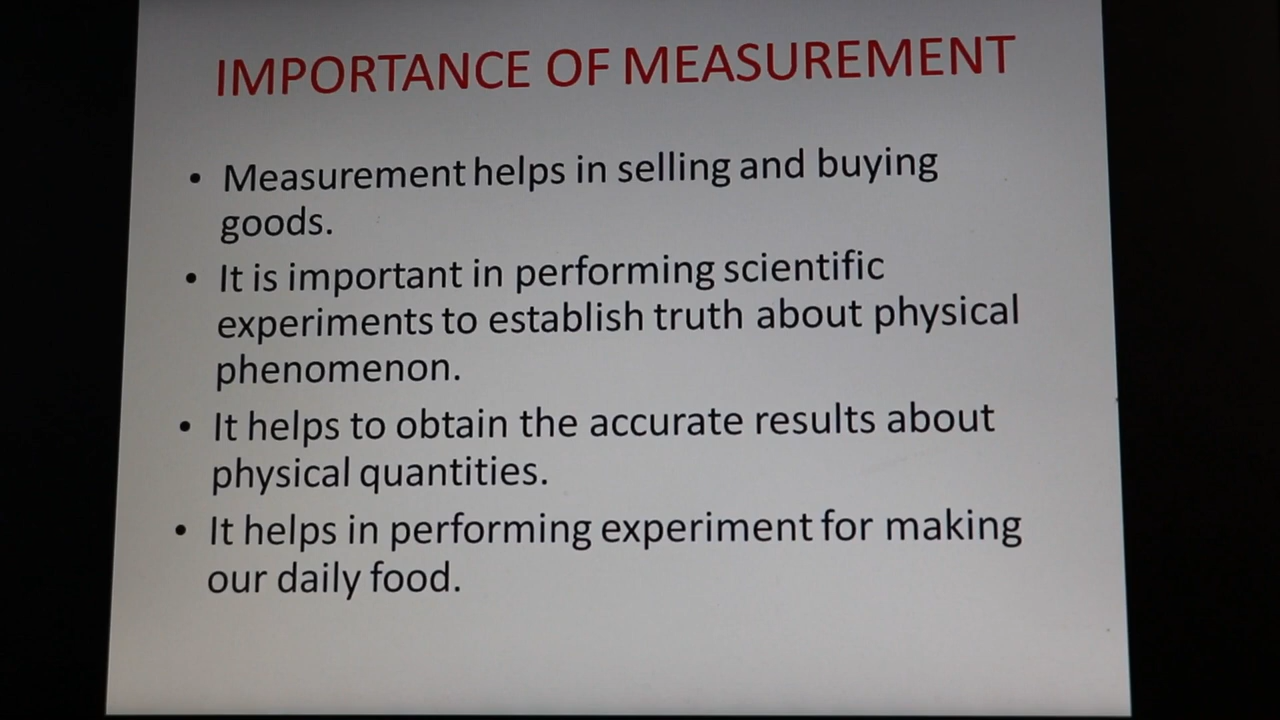 IMPORTANCE OF MEASUREMENT
• Measurement helps in selling and buying
goods.
• It is important in performing scientific
experiments to establish truth about physical
phenomenon.
• It helps to obtain the accurate results about
physical quantities.
• It helps in performing experiment for making
our daily food.